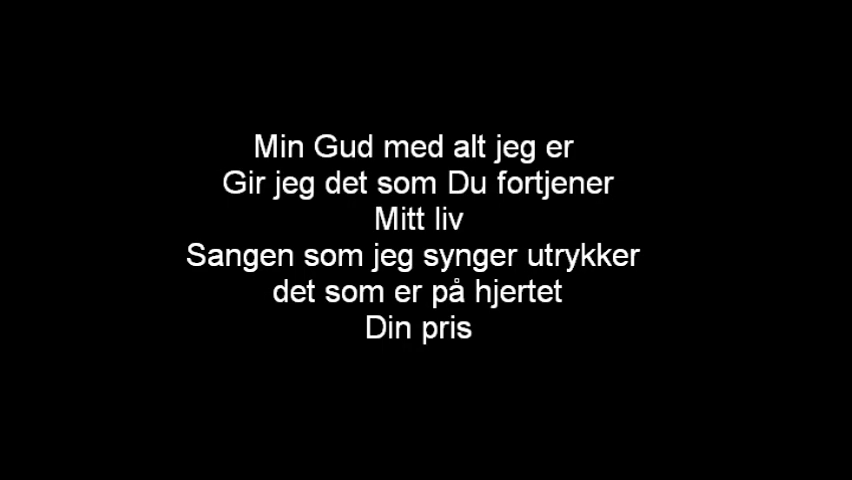 Min Gud med alt jeg er
Gir jeg det som Du fortjener
Mitt liv
Sangen som jeg synger utrykker
det som er på hjertet
Din pris